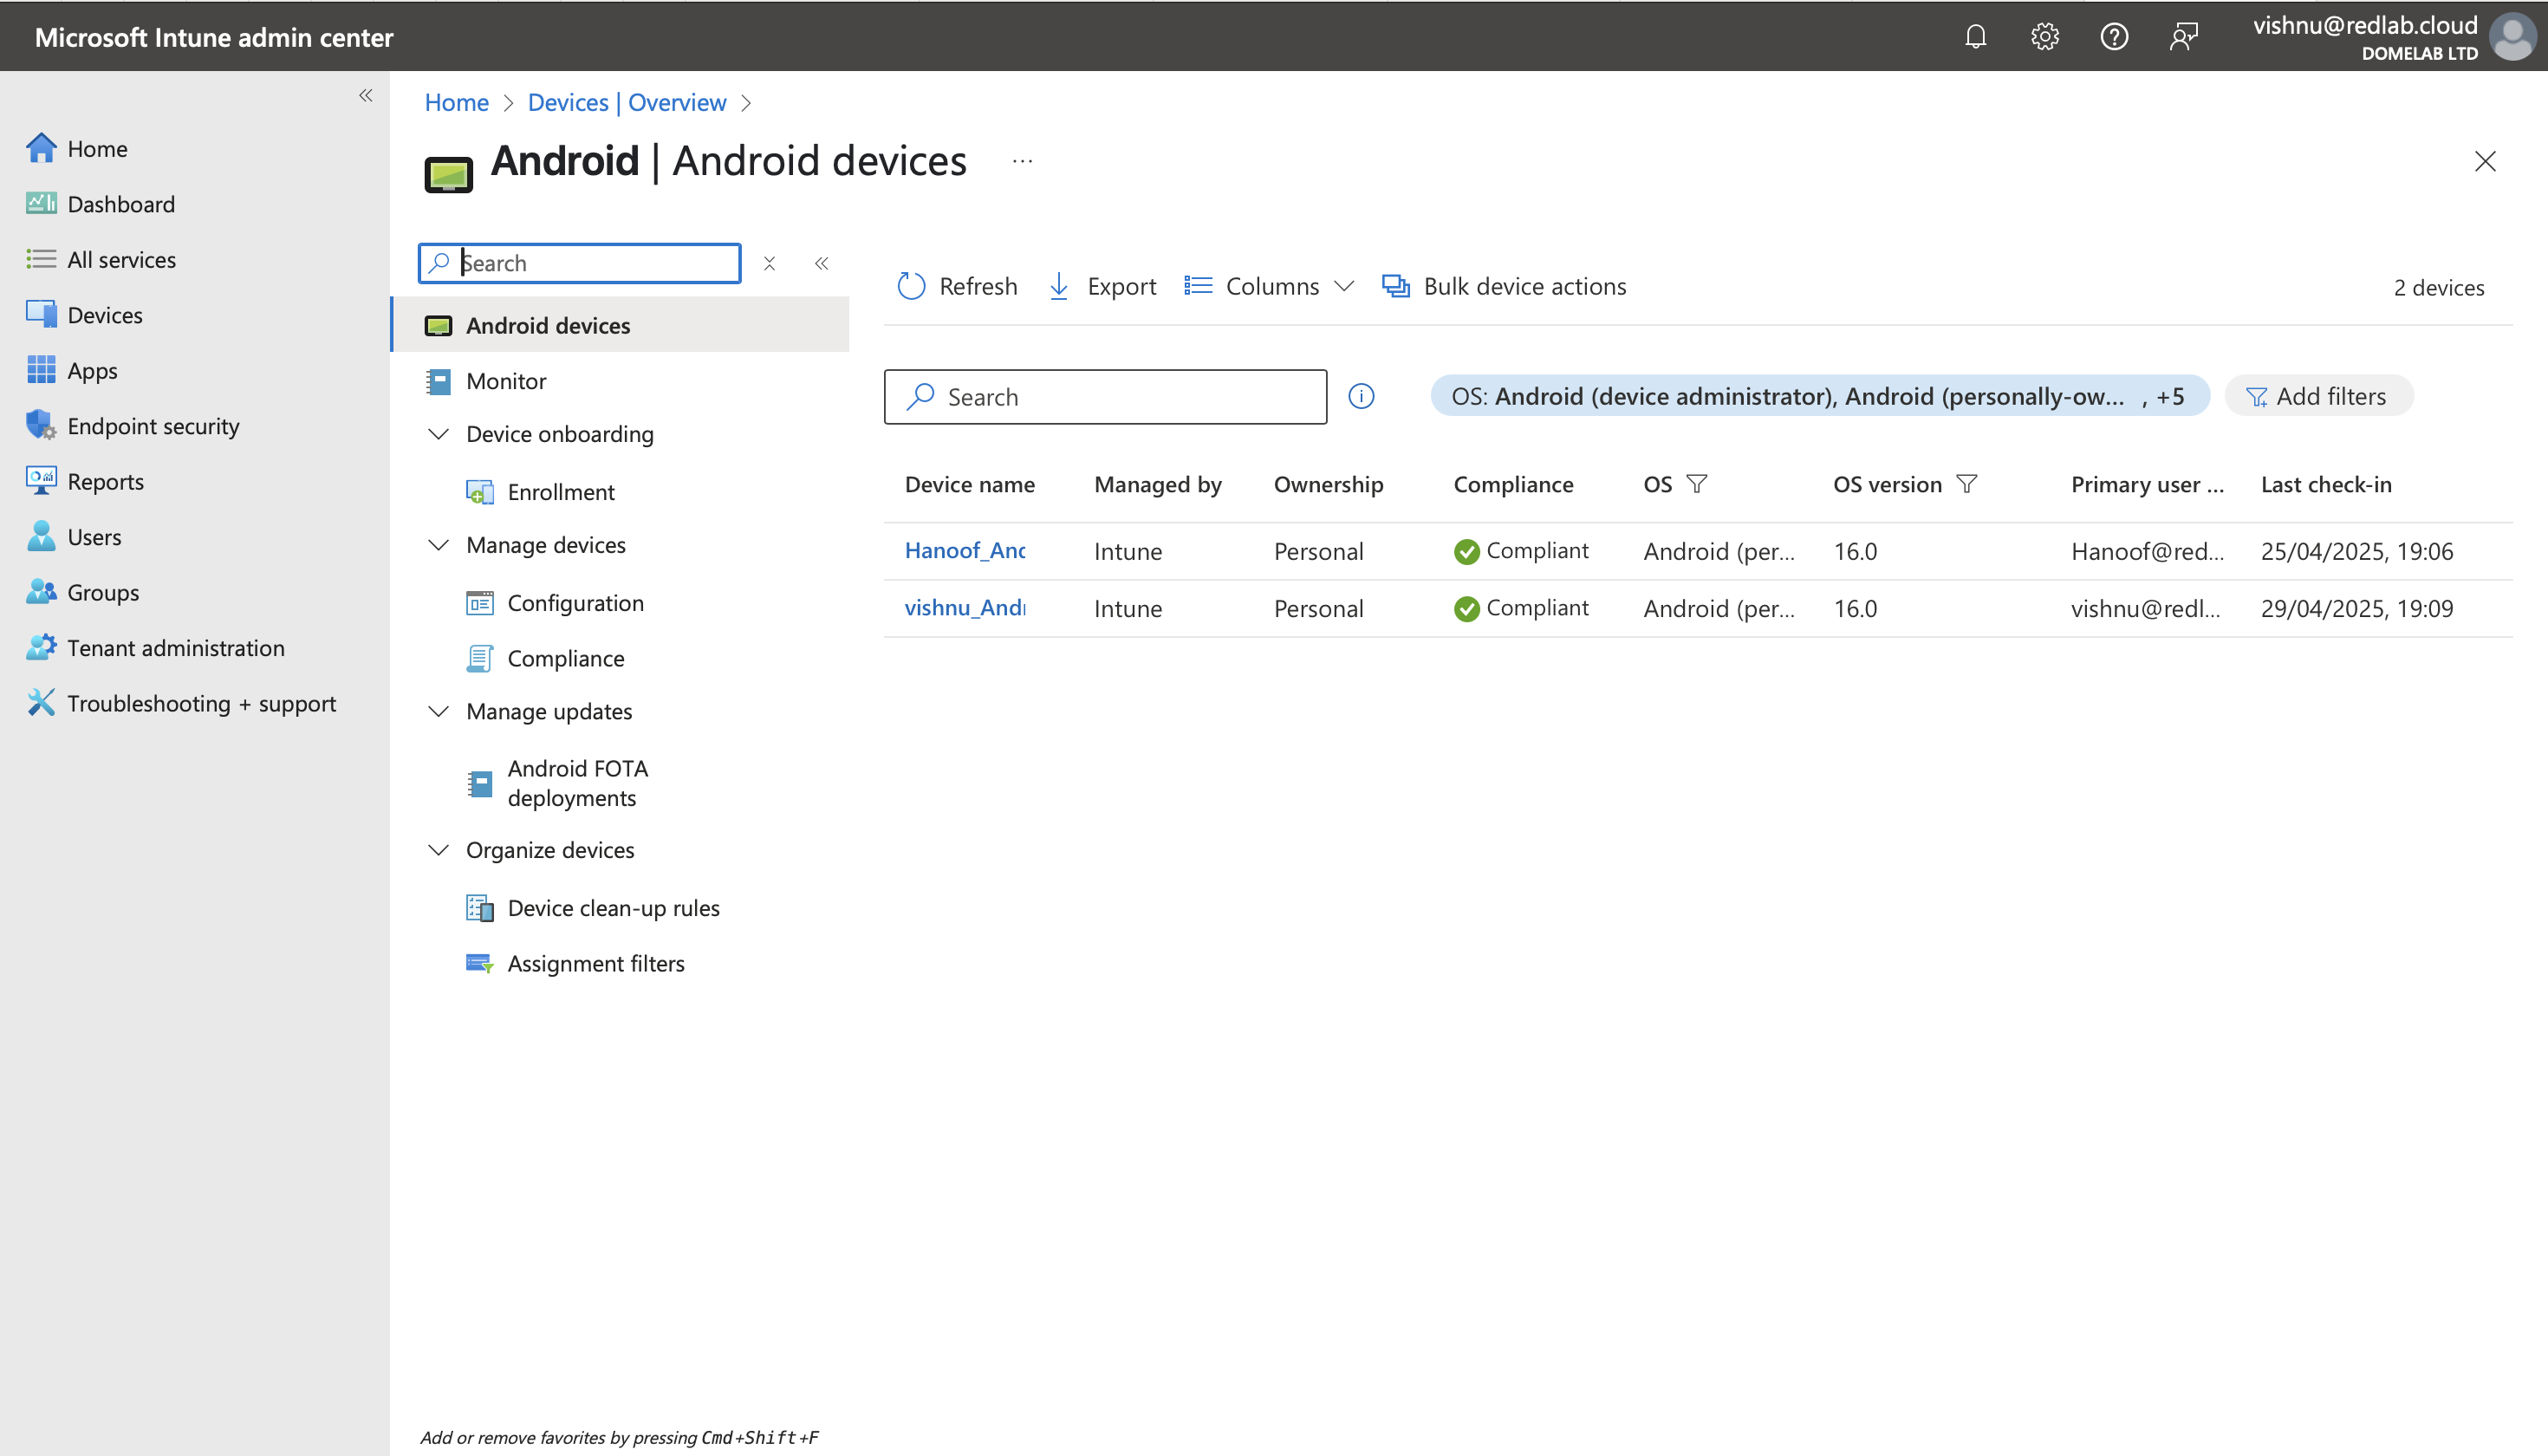 Microsoft Intune admin center
vishnu@redlab.cloud
DOMELAB LTD
Home
Dashboard
All services
Devices
Apps
Endpoint security
Reports
Users
Groups
Tenant administration
Troubleshooting + support
Home > Devices | Overview >
Android | Android devices ...
Search
Android devices
Monitor
Device onboarding
Enrollment
Manage devices
Configuration
Compliance
Manage updates
Android FOTA
deployments
Organize devices
Device clean-up rules
Assignment filters
Add or remove favorites by pressing Cmd+Shift+F
Refresh Export Columns Bulk device actions 2 devices
Search OS: Android (device administrator), Android (personally-ow... , +5 Add filters
Device name Managed by Ownership Compliance OS OS version Primary user ... Last check-in
Hanoof_And Intune Personal Compliant Android (per... 16.0 Hanoof@red... 25/04/2025, 19:06
vishnu_Andr Intune Personal Compliant Android (per... 16.0 vishnu@redl... 29/04/2025, 19:09